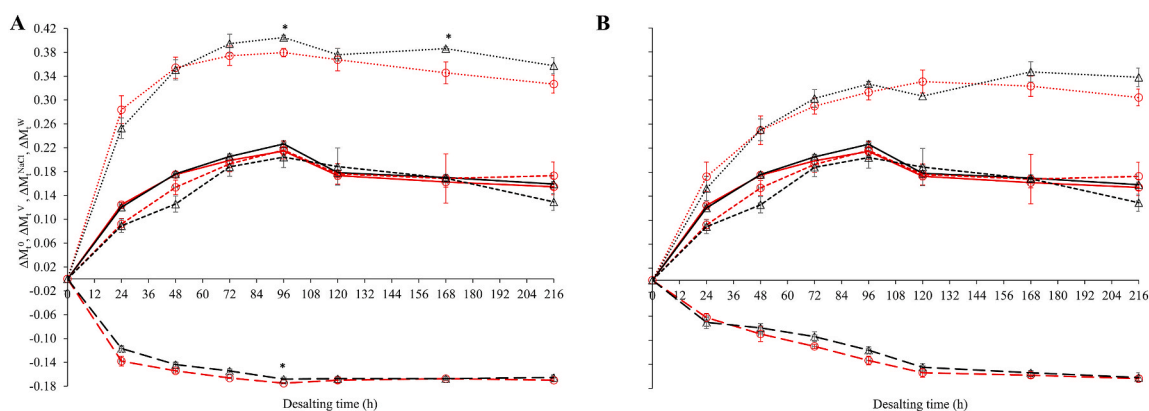 A
B
*
*
0.42
0.38
0.34
0.30
0.26
0.22
0.18
0.14
0.10
0.06
0.02
-0.02
-0.06
-0.10
-0.14
-0.18
ΔMₜᴼ, ΔMₜⱽ, ΔMₜᴺᵃᶜˡ, ΔMₜᵂ
0 12 24 36 48 60 72 84 96 108 120 132 144 156 168 180 192 204 216
0 12 24 36 48 60 72 84 96 108 120 132 144 156 168 180 192 204 216
*
Desalting time (h)
Desalting time (h)